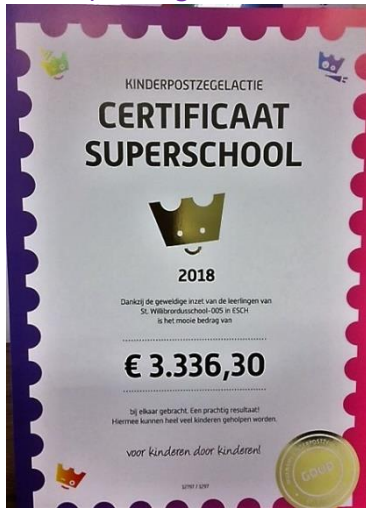 KINDERPOSTZEGELACTIE
CERTIFICAAT
SUPERSCHOOL
2018
Dankzij de geweldige inzet van de leerlingen van
St. Willibrordusschool-005 in ESCH
is het mooie bedrag van
€ 3.336,30
bij elkaar gebracht. Een prachtig resultaat!
Hiermee kunnen heel veel kinderen geholpen worden.
voor kinderen door kinderen!
GOUD